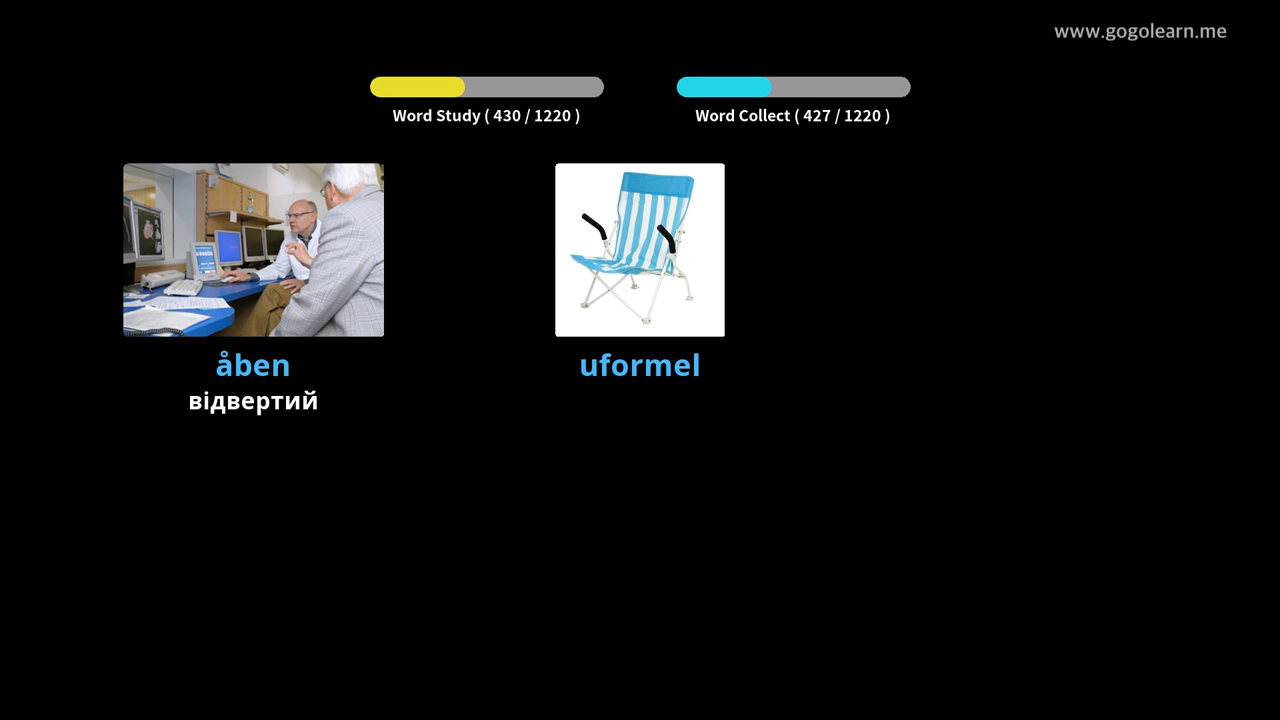 www.gogolearn.me
Word Study ( 430 / 1220 )
Word Collect ( 427 / 1220 )
åben
відвертий
uformel